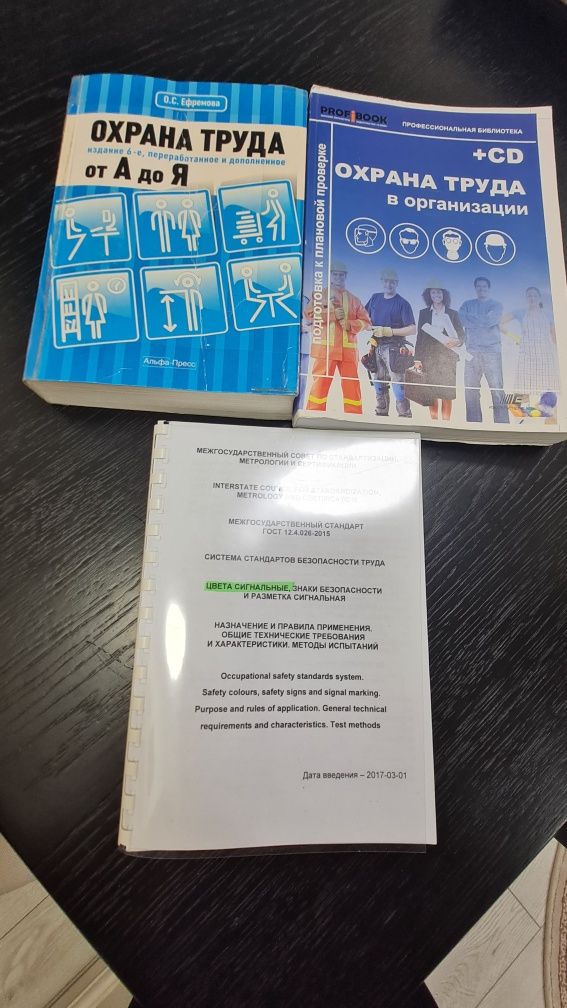 О.С. Ефремова
ОХРАНА ТРУДА
издание 6-е, переработанное и дополненное
от А до Я
Альфа-Пресс
PROFIBOOK
ПРОФЕССИОНАЛЬНАЯ БИБЛИОТЕКА
+CD
ОХРАНА ТРУДА
в организации
подготовка к плановой проверке
МЕЖГОСУДАРСТВЕННЫЙ СОВЕТ ПО СТАНДАРТИЗАЦИИ,
МЕТРОЛОГИИ И СЕРТИФИКАЦИИ
INTERSTATE COUNCIL FOR STANDARDIZATION,
METROLOGY AND CERTIFICATION
МЕЖГОСУДАРСТВЕННЫЙ СТАНДАРТ
ГОСТ 12.4.026-2015
СИСТЕМА СТАНДАРТОВ БЕЗОПАСНОСТИ ТРУДА
ЦВЕТА СИГНАЛЬНЫЕ, ЗНАКИ БЕЗОПАСНОСТИ
И РАЗМЕТКА СИГНАЛЬНАЯ
НАЗНАЧЕНИЕ И ПРАВИЛА ПРИМЕНЕНИЯ.
ОБЩИЕ ТЕХНИЧЕСКИЕ ТРЕБОВАНИЯ
И ХАРАКТЕРИСТИКИ. МЕТОДЫ ИСПЫТАНИЙ
Occupational safety standards system.
Safety colours, safety signs and signal marking.
Purpose and rules of application. General technical
requirements and characteristics. Test methods
Дата введения – 2017-03-01